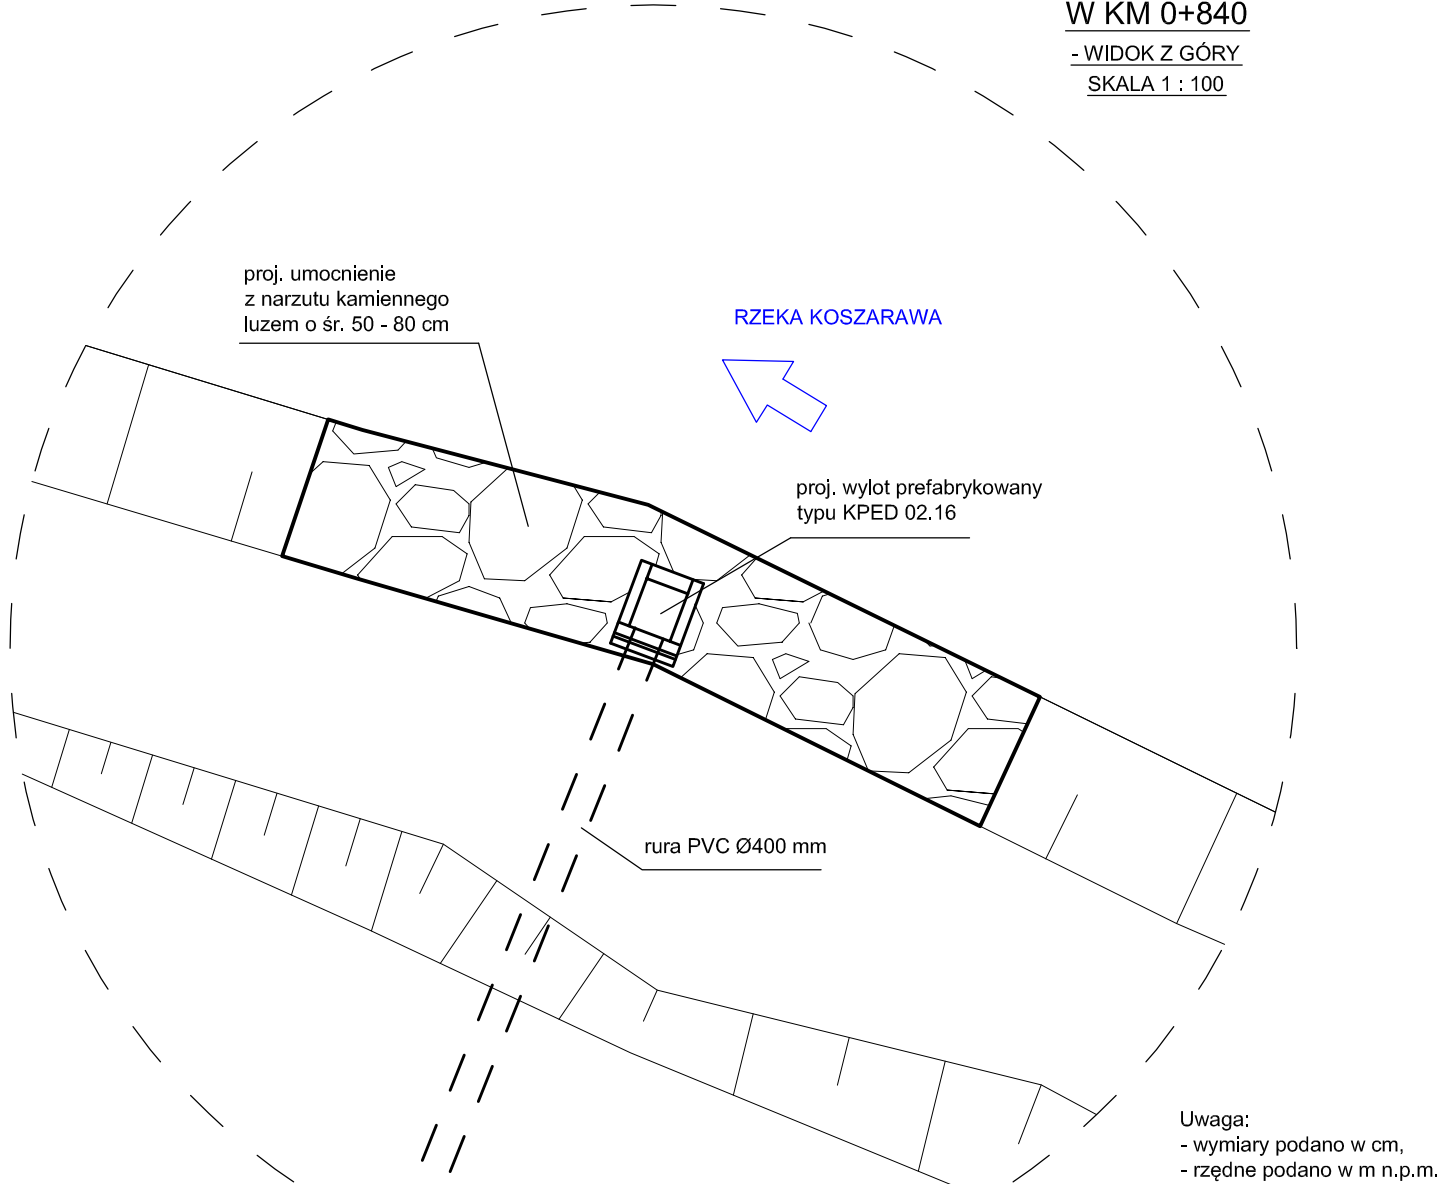 W KM 0+840
- WIDOK Z GÓRY
SKALA 1 : 100
proj. umocnienie
z narzutu kamiennego
luzem o śr. 50 - 80 cm
RZEKA KOSZARAWA
proj. wylot prefabrykowany
typu KPED 02.16
rura PVC Ø400 mm
Uwaga:
- wymiary podano w cm,
- rzędne podano w m n.p.m.